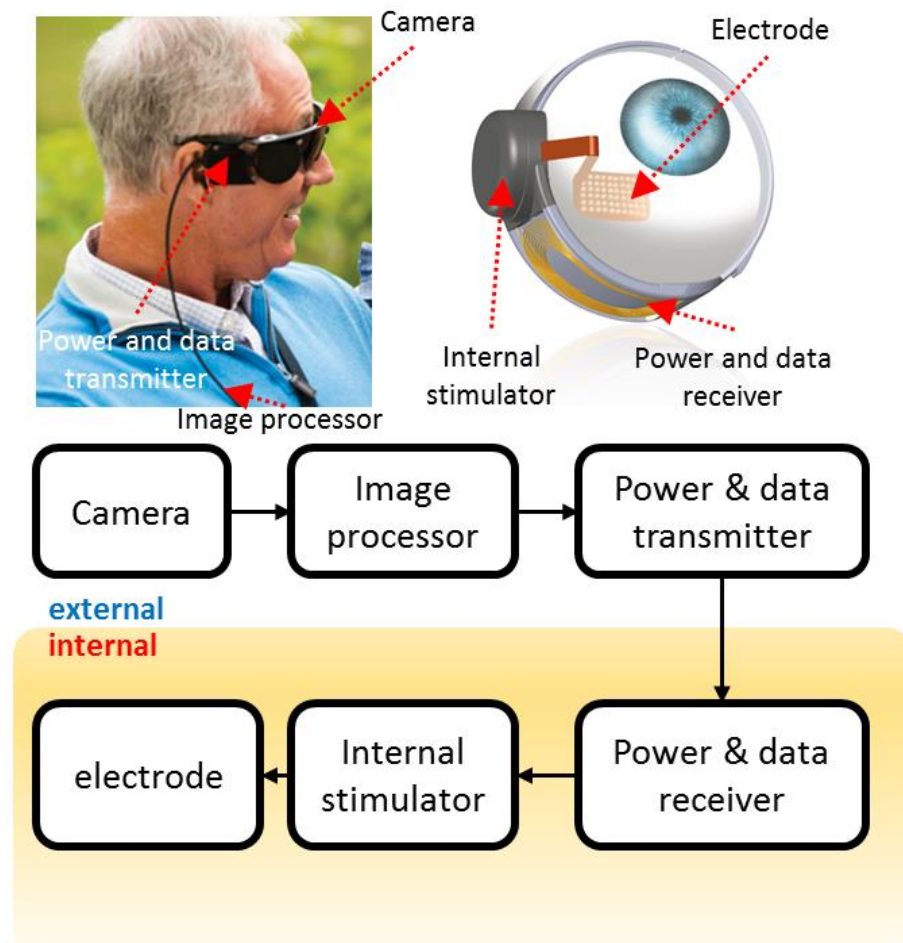 Camera
Electrode
Power and data
transmitter
Image processor
Internal
stimulator
Power and data
receiver
Camera
Image
processor
Power & data
transmitter
external
internal
electrode
Internal
stimulator
Power & data
receiver